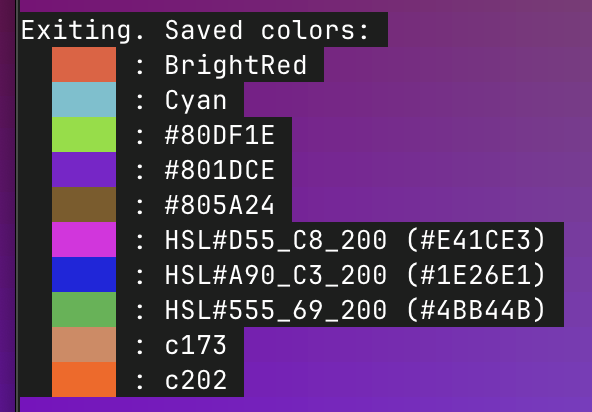 Exiting. Saved colors:
: BrightRed
: Cyan
: #80DF1E
: #801DCE
: #805A24
: HSL#D55_C8_200 (#E41CE3)
: HSL#A90_C3_200 (#1E26E1)
: HSL#555_69_200 (#4BB44B)
: c173
: c202